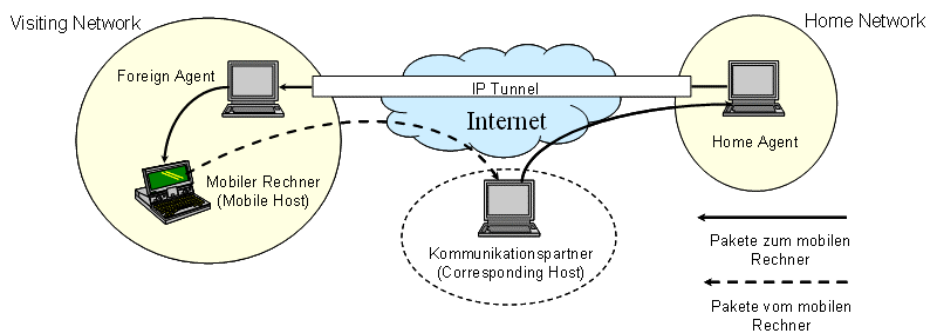 Visiting Network
Home Network
Foreign Agent
IP Tunnel
Internet
Home Agent
Mobiler Rechner
(Mobile Host)
Kommunikationspartner
(Corresponding Host)
Pakete zum mobilen
Rechner
Pakete vom mobilen
Rechner